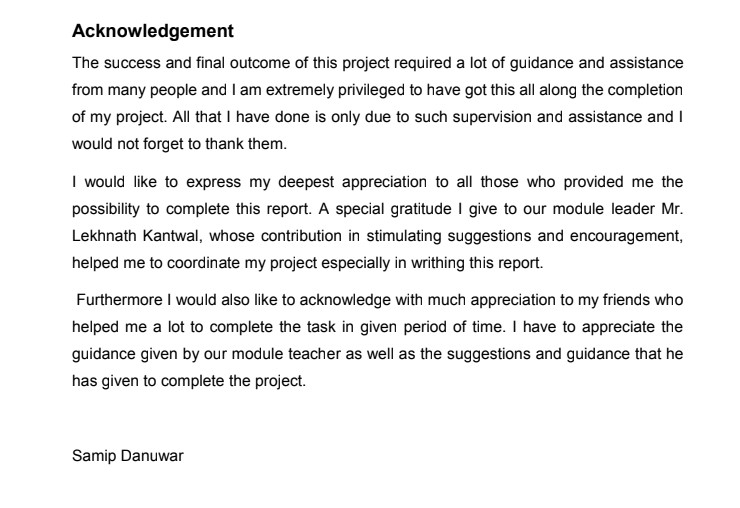 Acknowledgement
The success and final outcome of this project required a lot of guidance and assistance
from many people and I am extremely privileged to have got this all along the completion
of my project. All that I have done is only due to such supervision and assistance and I
would not forget to thank them.
I would like to express my deepest appreciation to all those who provided me the
possibility to complete this report. A special gratitude I give to our module leader Mr.
Lekhnath Kantwal, whose contribution in stimulating suggestions and encouragement,
helped me to coordinate my project especially in writhing this report.
Furthermore I would also like to acknowledge with much appreciation to my friends who
helped me a lot to complete the task in given period of time. I have to appreciate the
guidance given by our module teacher as well as the suggestions and guidance that he
has given to complete the project.
Samip Danuwar